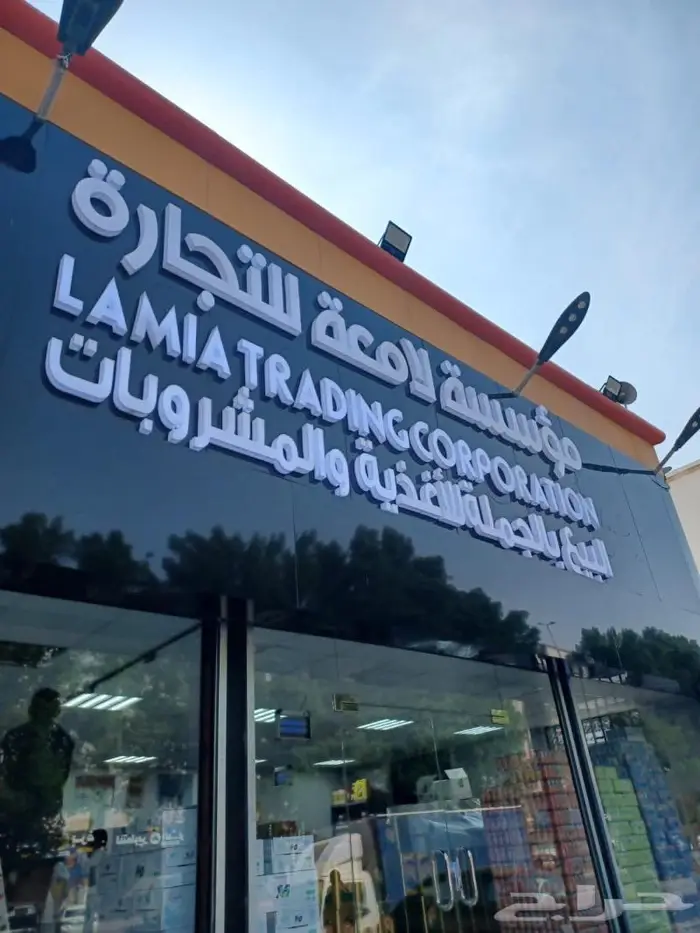 مؤسسة لامعة للتجارة
LAMIA TRADING CORPORATION
البيع بالجملة للأغذية والمشروبات
حراج